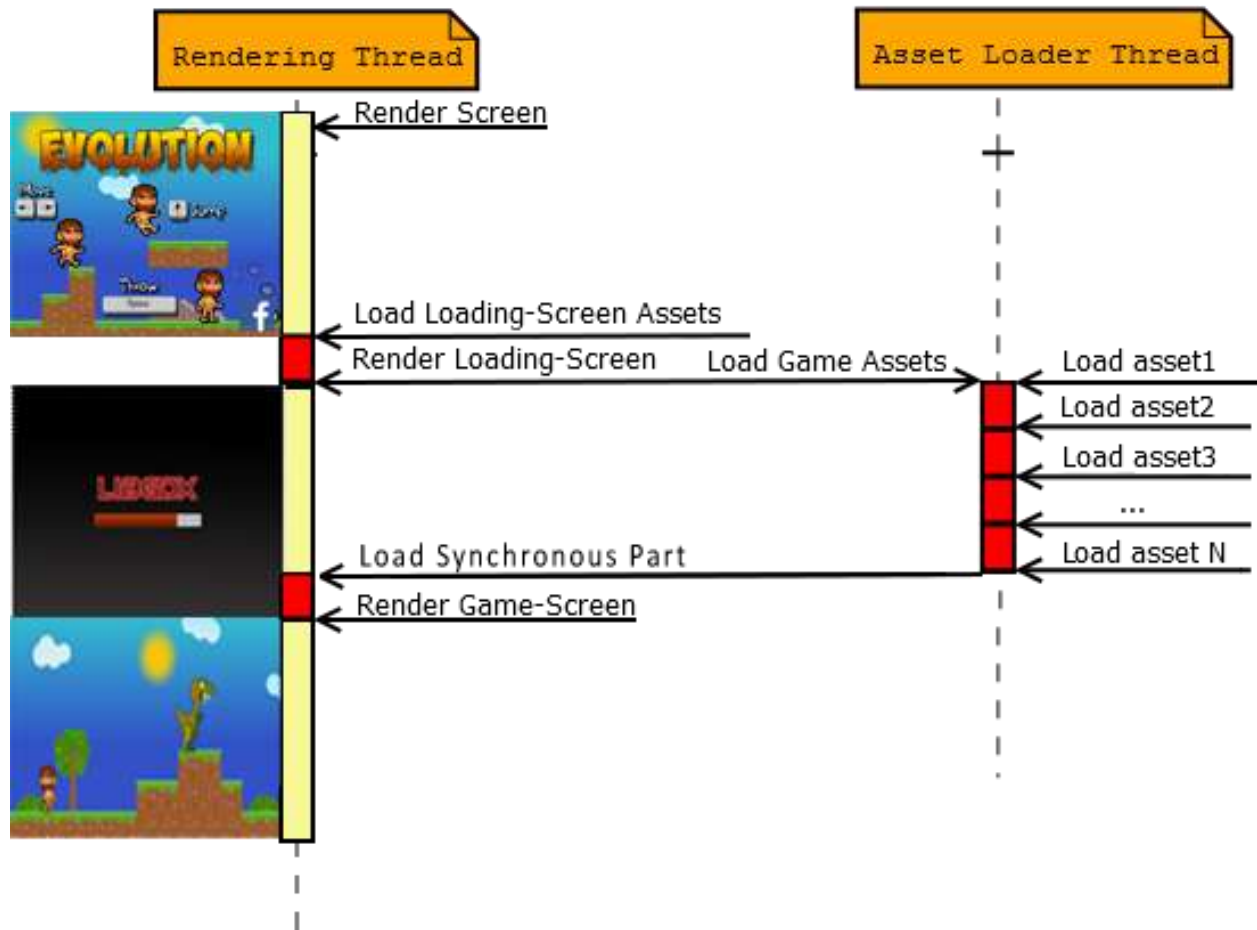 Rendering Thread
Asset Loader Thread
Render Screen
EVOLUTION
Move
Jump
Throw
f
Load Loading-Screen Assets
Render Loading-Screen
Load Game Assets
Load asset1
Load asset2
Load asset3
...
Load asset N
LIBGDX
Load Synchronous Part
Render Game-Screen